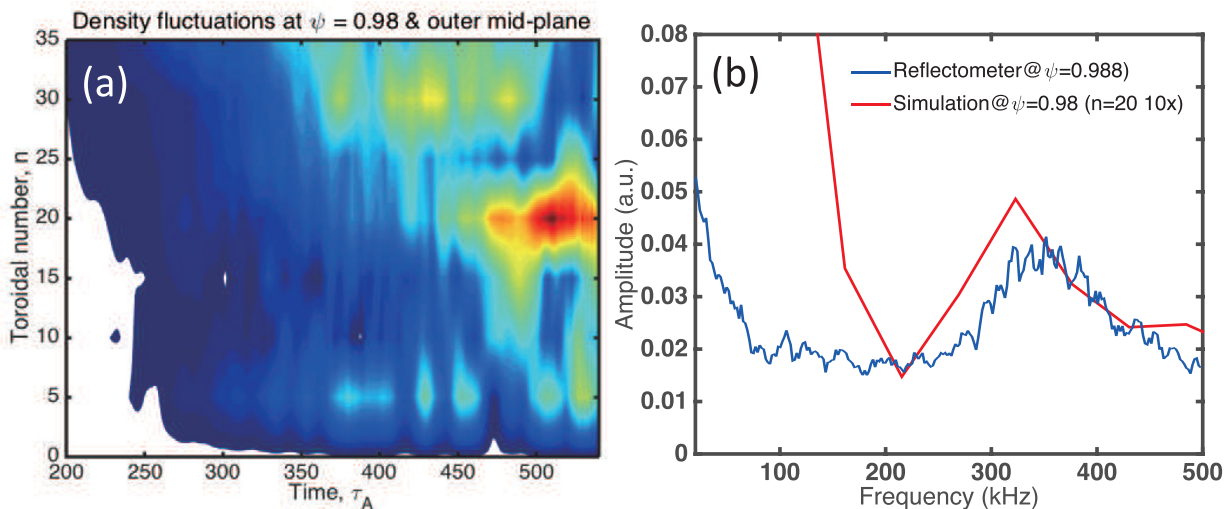 Density fluctuations at ψ = 0.98 & outer mid-plane
(a)
35
30
25
20
15
10
5
0
Toroidal number, n
200 250 300 350 400 450 500
Time, τ_A
(b)
Reflectometer@ψ=0.988)
Simulation@ψ=0.98 (n=20 10x)
0.08
0.07
0.06
0.05
0.04
0.03
0.02
0.01
0
Amplitude (a.u.)
100 200 300 400 500
Frequency (kHz)